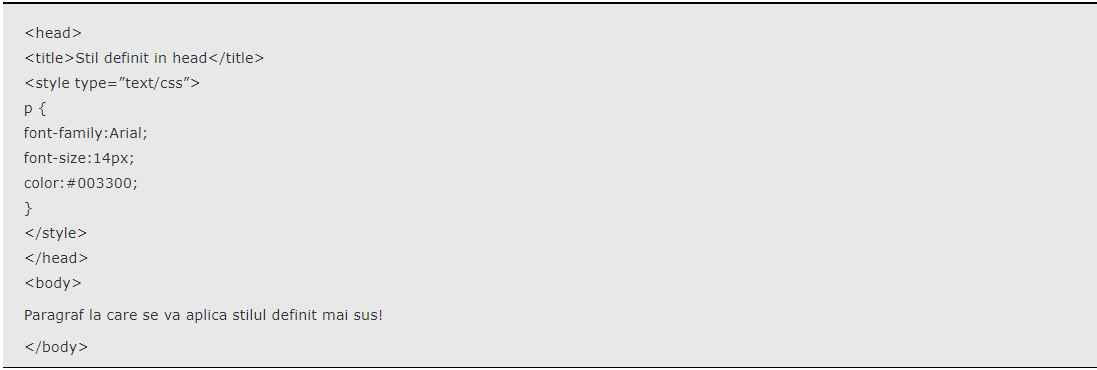 <head>
<title>Stil definit in head</title>
<style type=”text/css”>
p {
font-family:Arial;
font-size:14px;
color:#003300;
}
</style>
</head>
<body>
Paragraf la care se va aplica stilul definit mai sus!
</body>